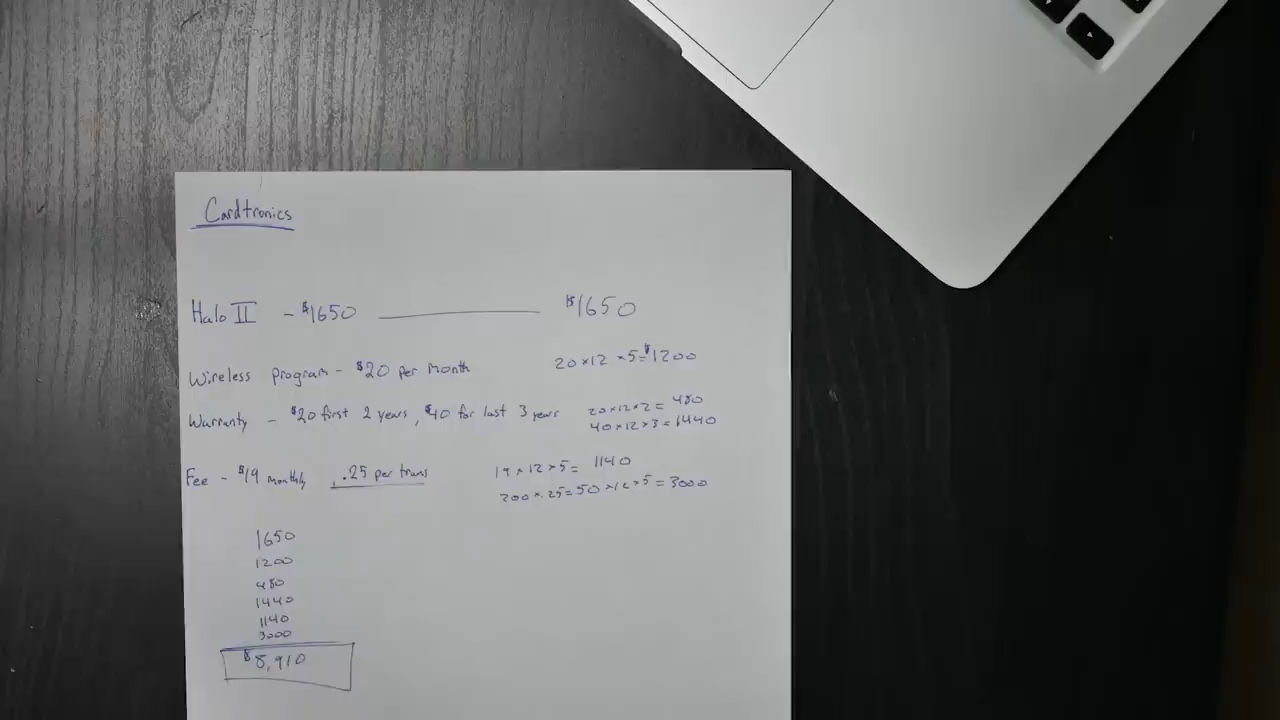 Cardtronics
Halo II - $1650 $1650
Wireless program - $20 per month 20×12×5=$1200
Warranty - $20 first 2 years, $40 for last 3 years 20×12×2=480
40×12×3=1440
Fee - $19 monthly, .25 per trans 19×12×5= 1140
200×.25=50×12×5=3000
1650
1200
480
1440
1140
3000
$8,910